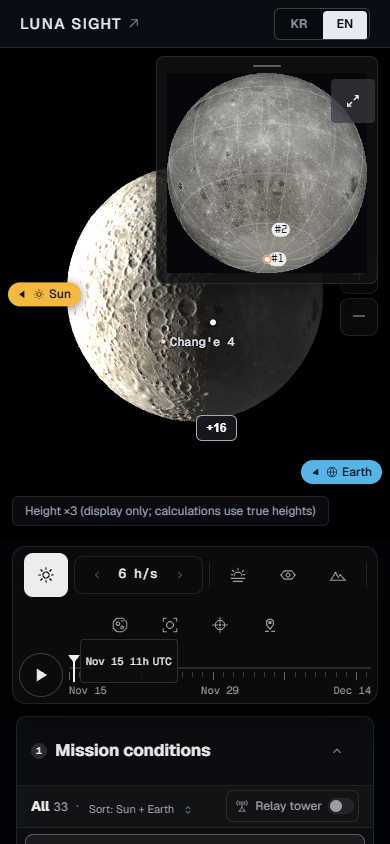 LUNA SIGHT ↗
KR EN
#2
#1
Sun
Chang'e 4
+16
Earth
Height ×3 (display only; calculations use true heights)
6 h/s
Nov 15 11h UTC
Nov 15 Nov 29 Dec 14
1 Mission conditions
All 33 · Sort: Sun + Earth Relay tower